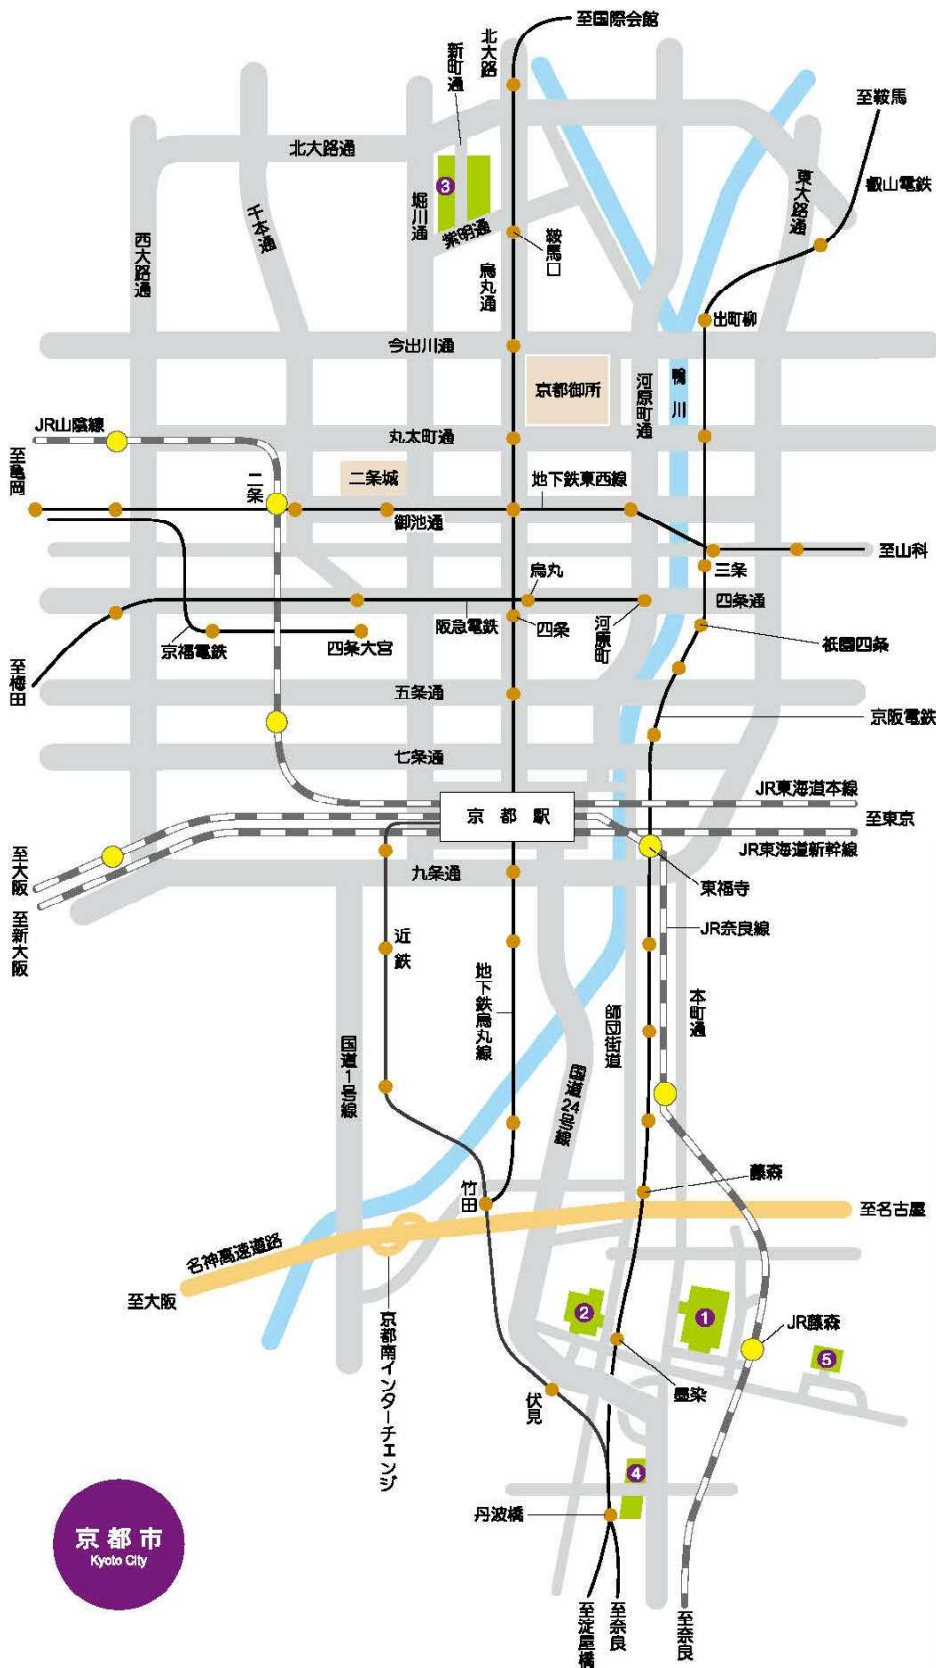 至国際会館
北大路
新町通
至鞍馬
北大路通
3
叡山電鉄
東大路通
堀川通
千本通
紫明通
鞍馬口
西大路通
烏丸通
出町柳
今出川通
京都御所
河原町通
鴨川
JR山陰線
丸太町通
至亀岡
二条
二条城
地下鉄東西線
御池通
至山科
三条
烏丸
四条通
京福電鉄
四条大宮
阪急電鉄
四条
河原町
祇園四条
至梅田
五条通
京阪電鉄
七条通
JR東海道本線
京都駅
至東京
JR東海道新幹線
至大阪
九条通
東福寺
至新大阪
JR奈良線
近鉄
地下鉄烏丸線
師団街道
本町通
国道1号線
国道24号線
藤森
竹田
至名古屋
名神高速道路
至大阪
2
1
JR藤森
5
京都南インターチェンジ
墨染
伏見
4
丹波橋
京都市
Kyoto City
至淀屋橋
至奈良
至奈良